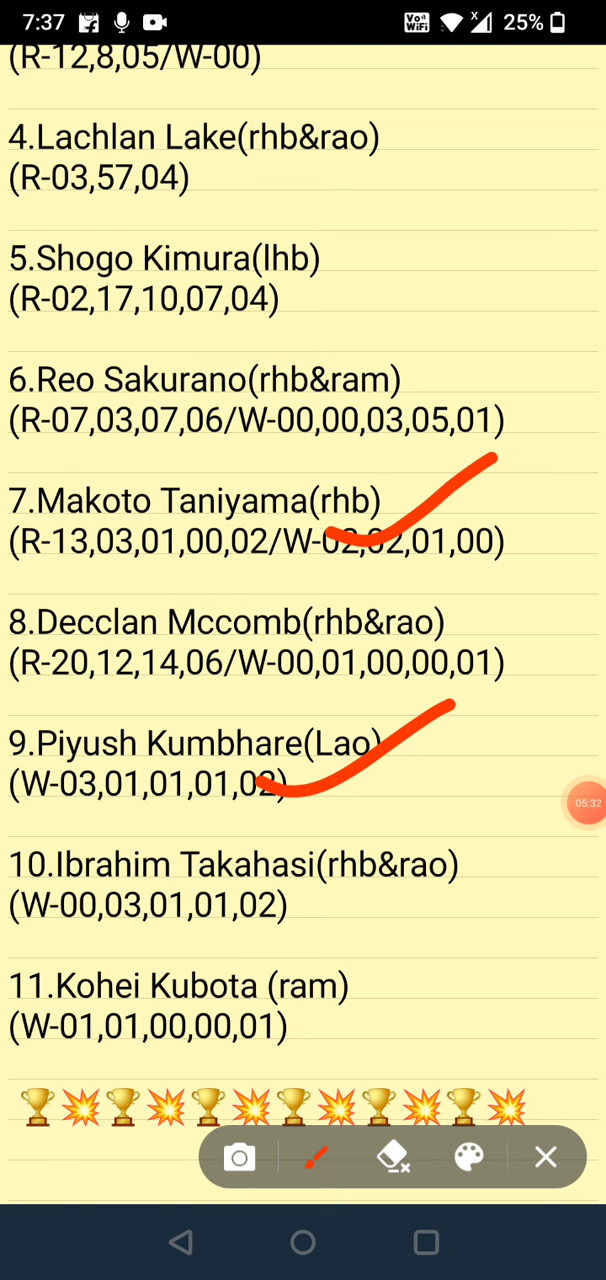 7:37
Vo))
WiFi
X
25%
(R-12,8,05/W-00)
4.Lachlan Lake(rhb&rao)
(R-03,57,04)
5.Shogo Kimura(lhb)
(R-02,17,10,07,04)
6.Reo Sakurano(rhb&ram)
(R-07,03,07,06/W-00,00,03,05,01)
7.Makoto Taniyama(rhb)
(R-13,03,01,00,02/W-02,02,01,00)
8.Decclan Mccomb(rhb&rao)
(R-20,12,14,06/W-00,01,00,00,01)
9.Piyush Kumbhare(Lao)
(W-03,01,01,01,02)
05:32
10.Ibrahim Takahasi(rhb&rao)
(W-00,03,01,01,02)
11.Kohei Kubota (ram)
(W-01,01,00,00,01)